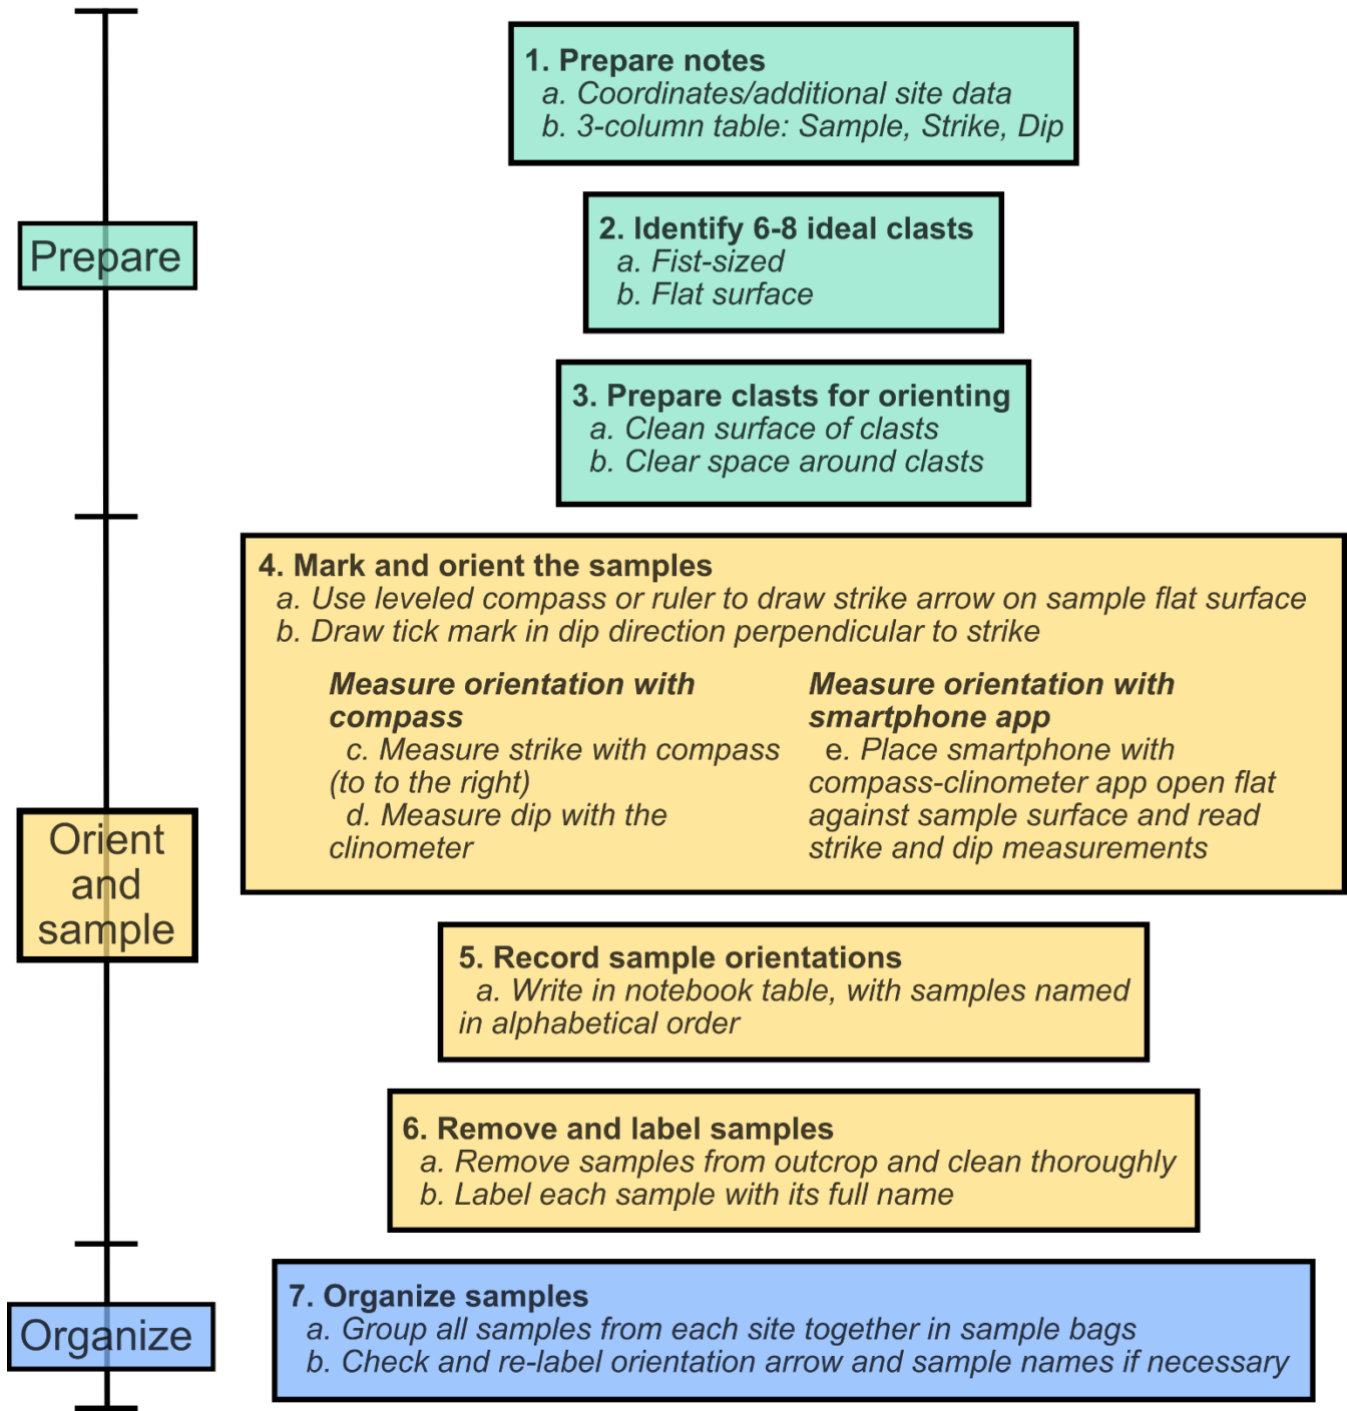 1. Prepare notes
a. Coordinates/additional site data
b. 3-column table: Sample, Strike, Dip
Prepare
2. Identify 6-8 ideal clasts
a. Fist-sized
b. Flat surface
3. Prepare clasts for orienting
a. Clean surface of clasts
b. Clear space around clasts
Orient
and
sample
4. Mark and orient the samples
a. Use leveled compass or ruler to draw strike arrow on sample flat surface
b. Draw tick mark in dip direction perpendicular to strike
Measure orientation with
compass
c. Measure strike with compass
(to to the right)
d. Measure dip with the
clinometer
Measure orientation with
smartphone app
e. Place smartphone with
compass-clinometer app open flat
against sample surface and read
strike and dip measurements
5. Record sample orientations
a. Write in notebook table, with samples named
in alphabetical order
6. Remove and label samples
a. Remove samples from outcrop and clean thoroughly
b. Label each sample with its full name
Organize
7. Organize samples
a. Group all samples from each site together in sample bags
b. Check and re-label orientation arrow and sample names if necessary